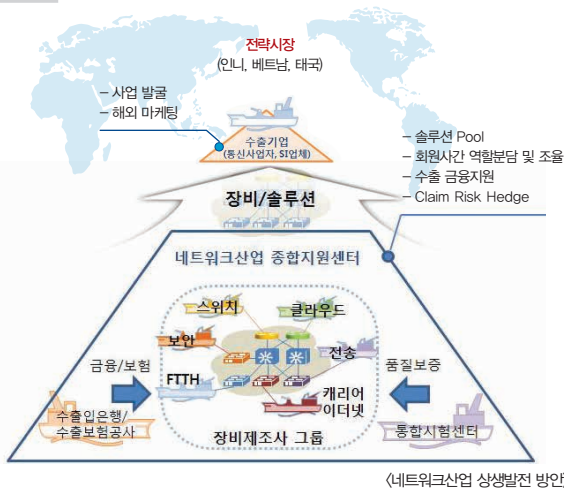 전략시장
(인니, 베트남, 태국)
– 사업 발굴
– 해외 마케팅
수출기업
(통신사업자, SI업체)
– 솔루션 Pool
– 회원사간 역할분담 및 조율
– 수출 금융지원
– Claim Risk Hedge
장비/솔루션
네트워크산업 종합지원센터
스위치
클라우드
보안
전송
FTTH
캐리어
이더넷
장비제조사 그룹
금융/보험
수출입은행/
수출보험공사
품질보증
통합시험센터
<네트워크산업 상생발전 방안>